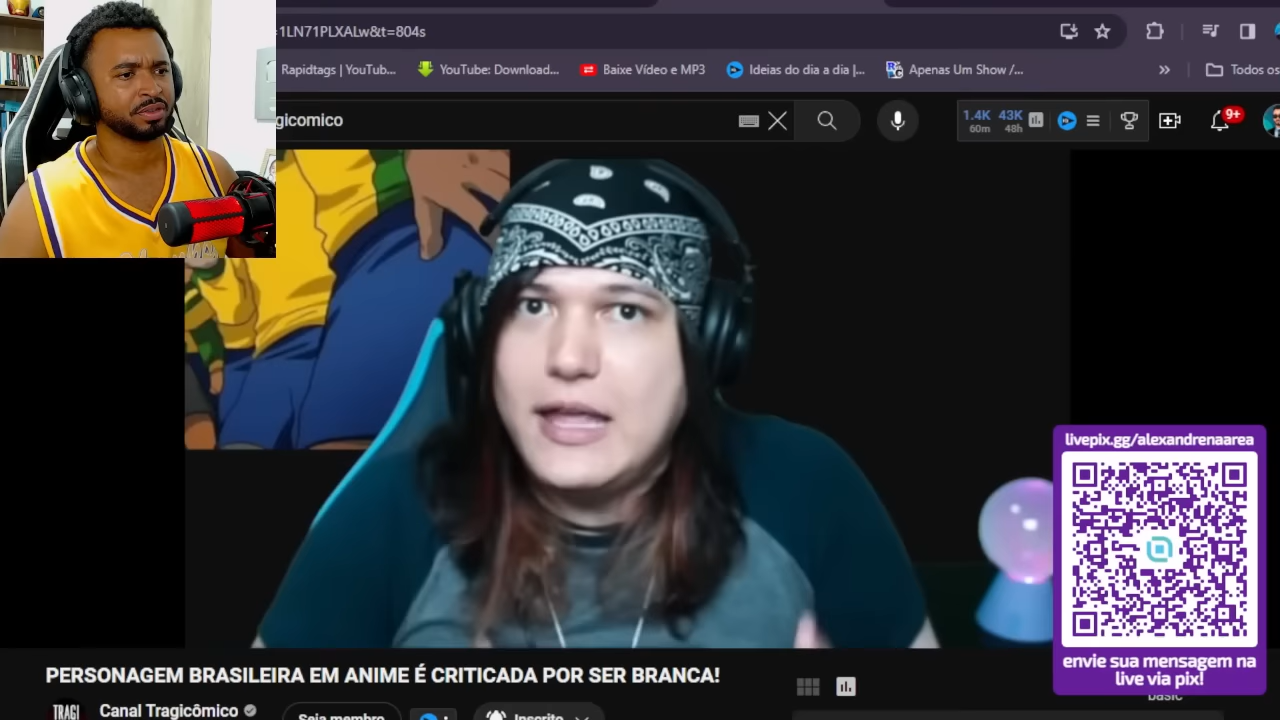 =1LN71PLXALw&t=804s
Rapidtags | YouTub...
YouTube: Download...
Baixe Vídeo e MP3
Ideias do dia a dia |...
Apenas Um Show /...
»
Todos os
gicomico
1.4K 43K
60m 48h
9+
livepix.gg/alexandrenaarea
envie sua mensagem na
live via pix!
basic
PERSONAGEM BRASILEIRA EM ANIME É CRITICADA POR SER BRANCA!
TRAGI
Canal Tragicômico
Seja membro
Inscrito